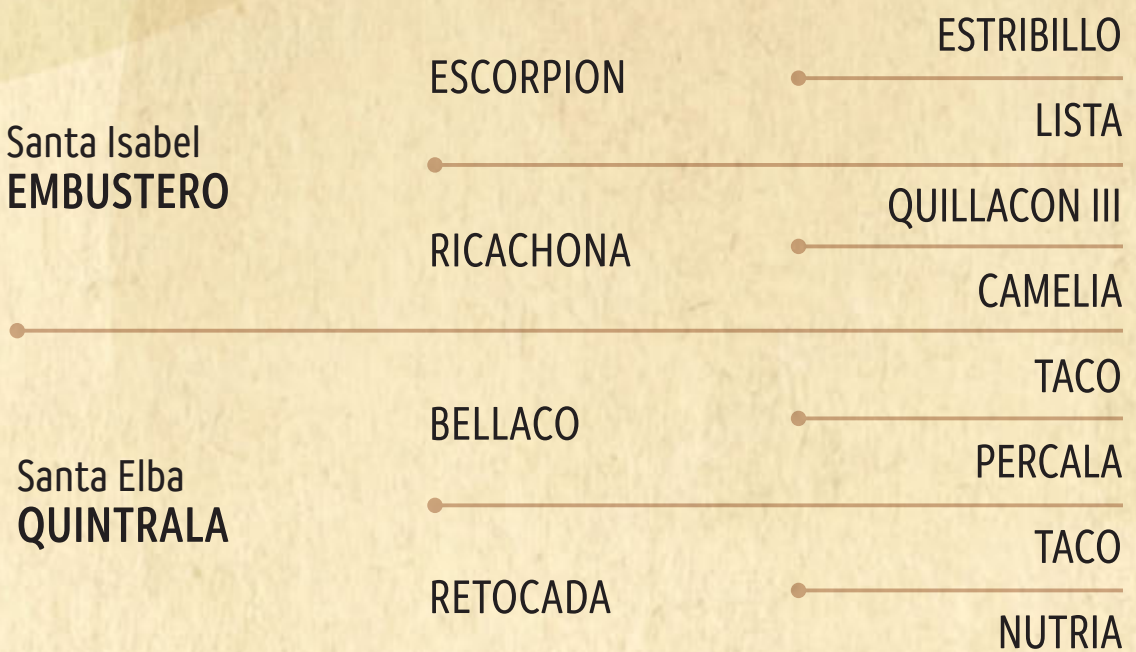 ESTRIBILLO
ESCORPION
LISTA
Santa Isabel
EMBUSTERO
QUILLACON III
RICACHONA
CAMELIA
TACO
BELLACO
PERCALA
Santa Elba
QUINTRALA
TACO
RETOCADA
NUTRIA